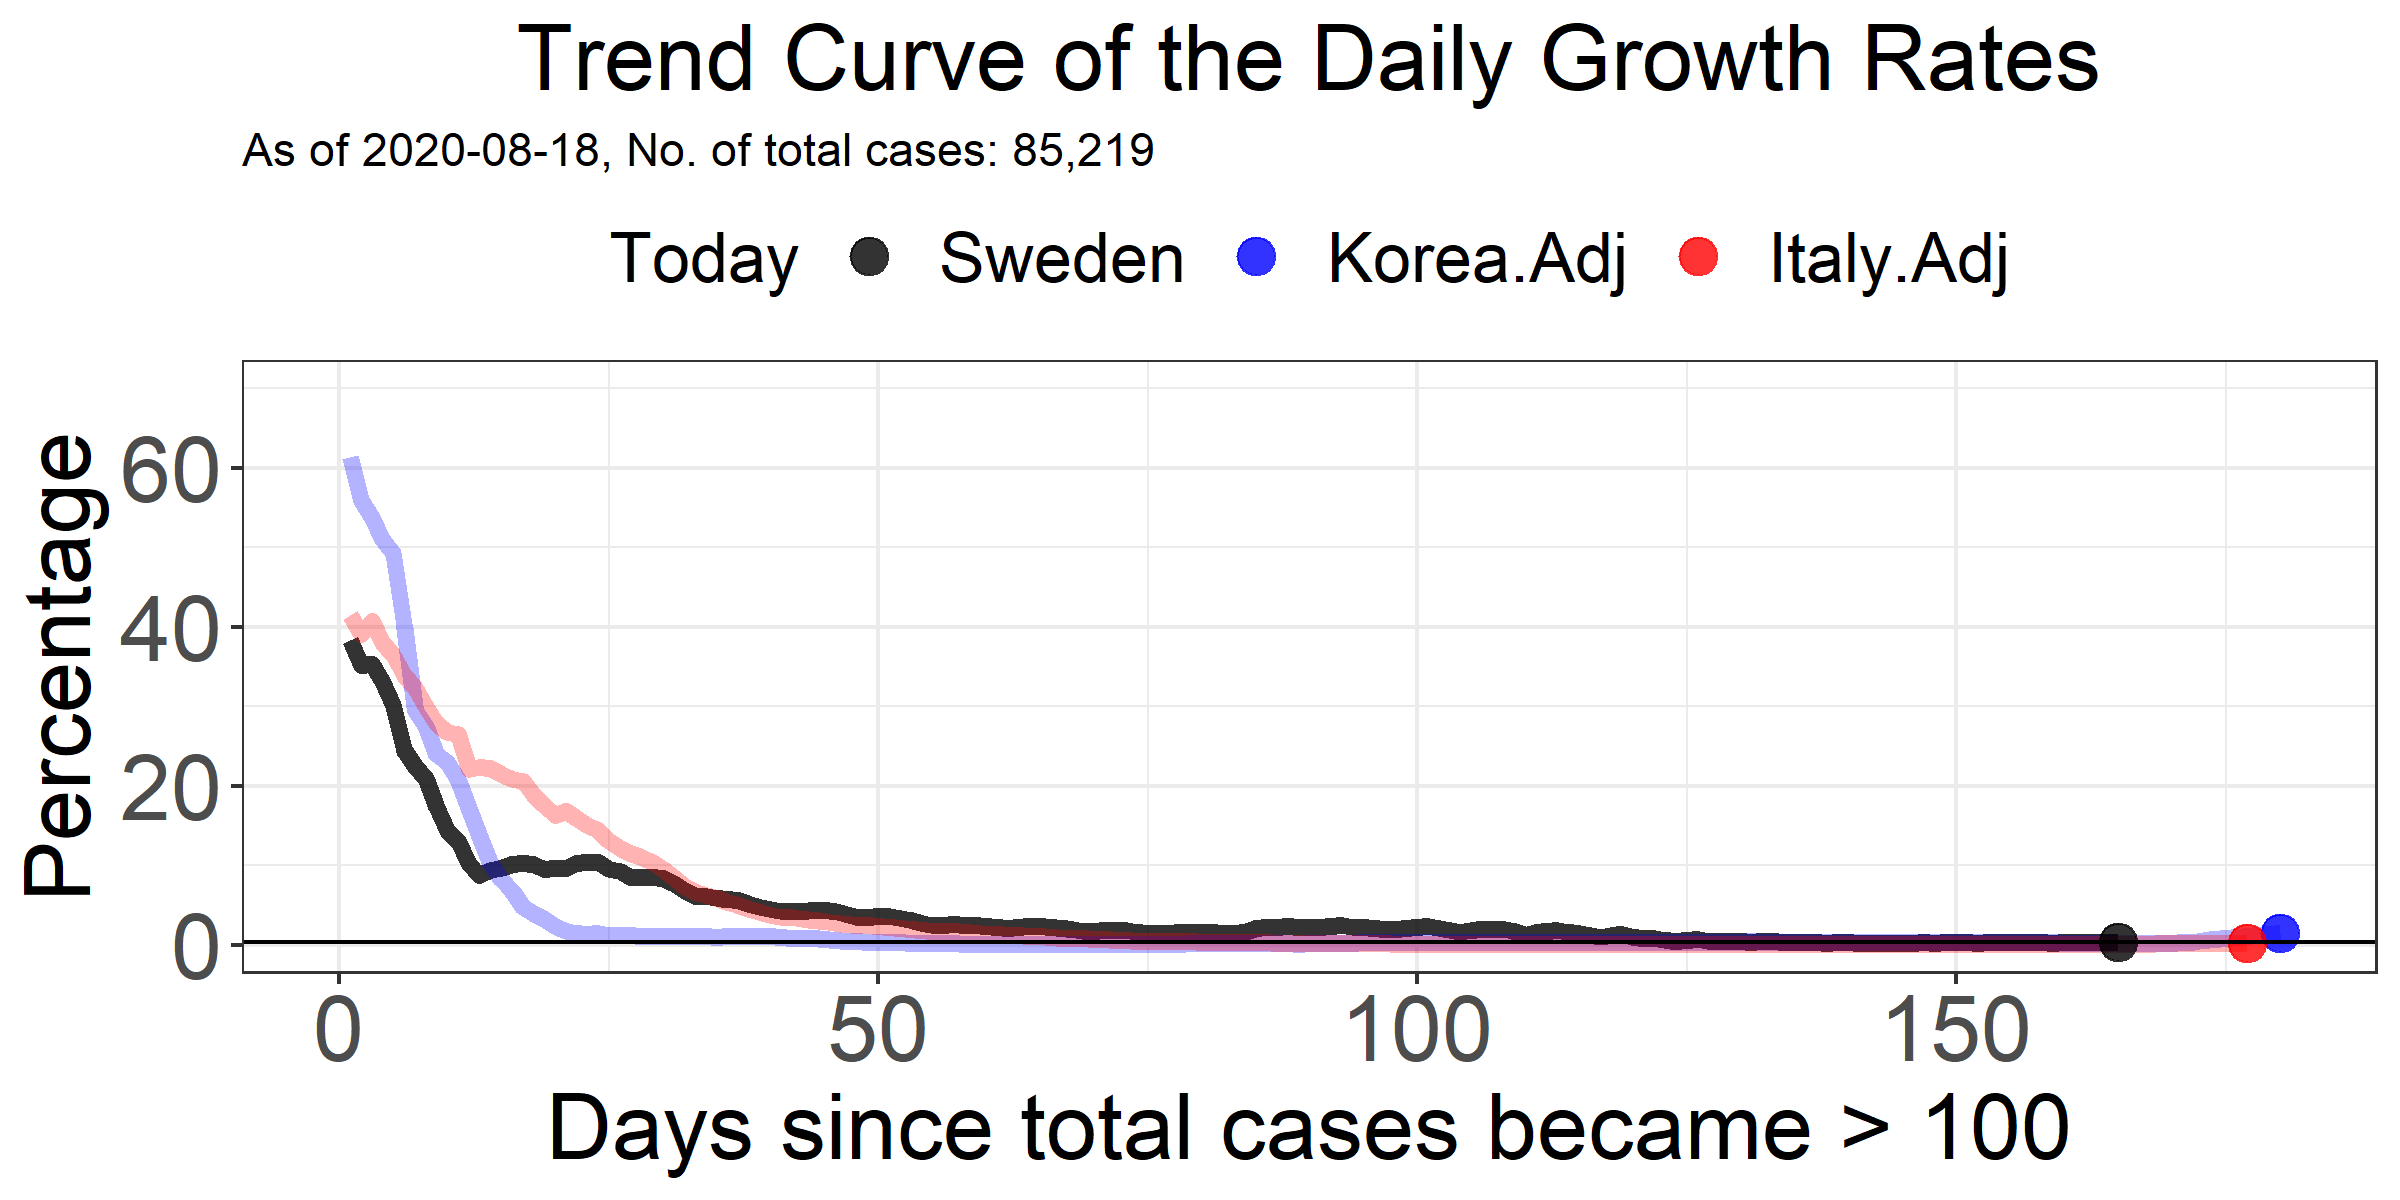 Trend Curve of the Daily Growth Rates
As of 2020-08-18, No. of total cases: 85,219
Today Sweden Korea.Adj Italy.Adj
Percentage
60
40
20
0
0 50 100 150
Days since total cases became > 100